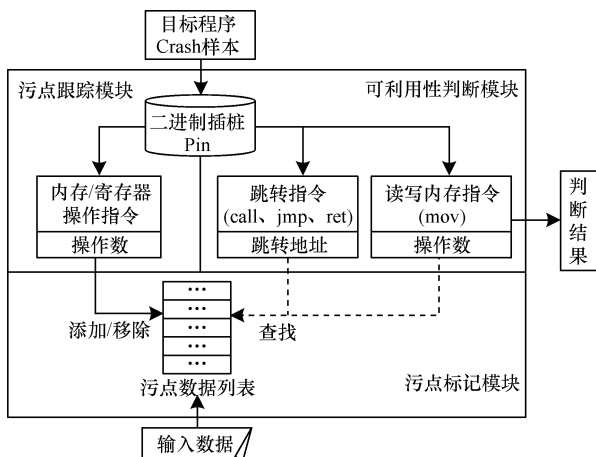 目标程序
Crash样本
污点跟踪模块
可利用性判断模块
二进制插桩
Pin
内存/寄存器
操作指令
操作数
跳转指令
(call、jmp、ret)
跳转地址
读写内存指令
(mov)
操作数
判断结果
添加/移除
查找
污点数据列表
污点标记模块
输入数据